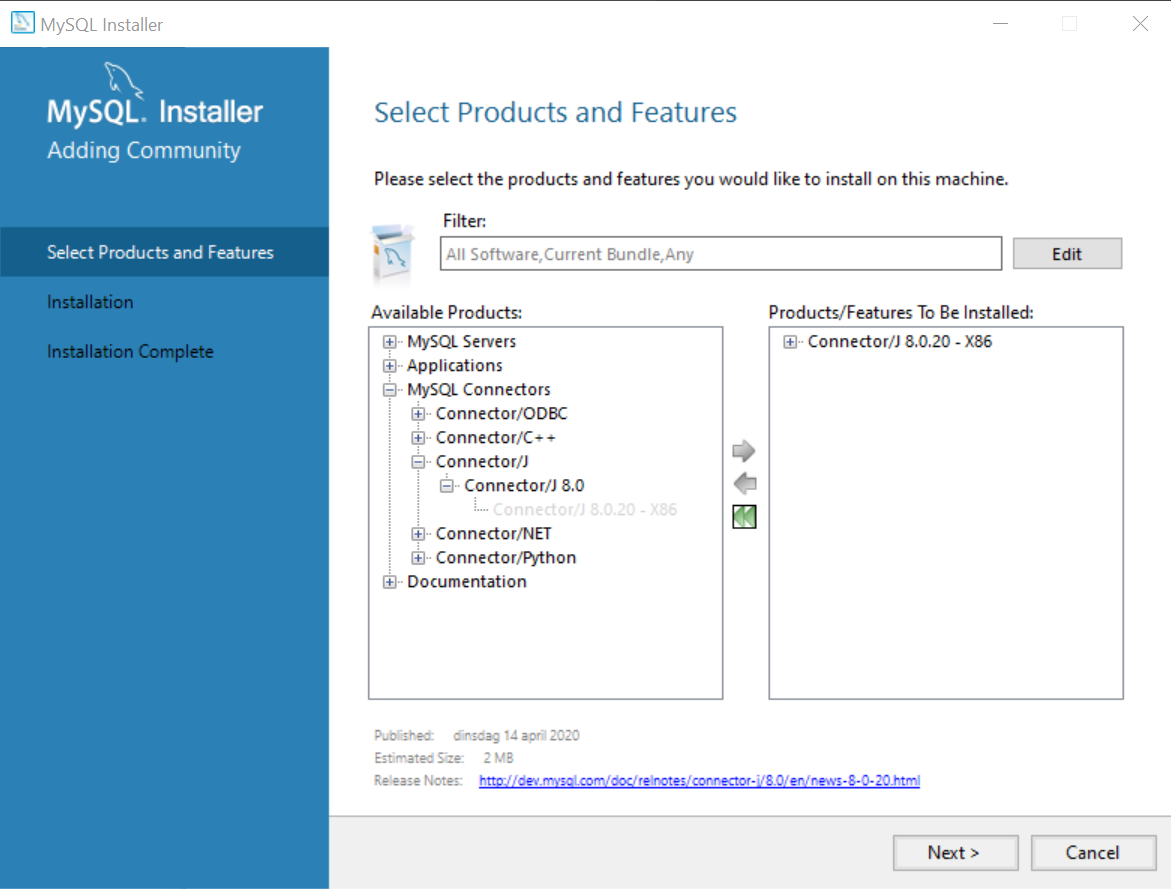 MySQL Installer
MySQL. Installer
Adding Community
Select Products and Features
Installation
Installation Complete
Select Products and Features
Please select the products and features you would like to install on this machine.
Filter:
All Software,Current Bundle,Any
Edit
Available Products:
MySQL Servers
Applications
MySQL Connectors
Connector/ODBC
Connector/C++
Connector/J
Connector/J 8.0
Connector/J 8.0.20 - X86
Connector/NET
Connector/Python
Documentation
Products/Features To Be Installed:
Connector/J 8.0.20 - X86
Published: dinsdag 14 april 2020
Estimated Size: 2 MB
Release Notes: http://dev.mysql.com/doc/relnotes/connector-j/8.0/en/news-8-0-20.html
Next >
Cancel